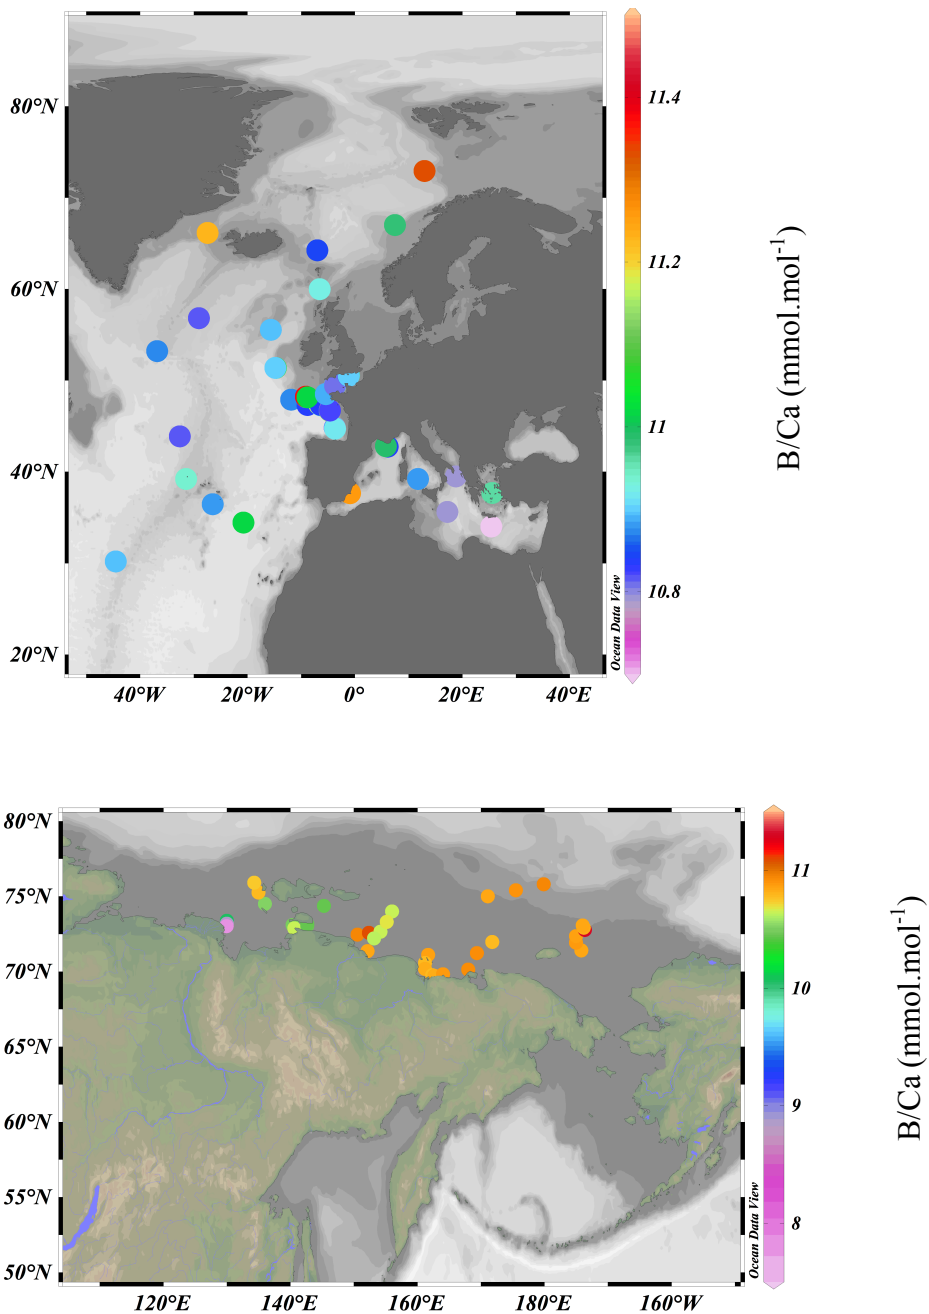 80°N
60°N
40°N
20°N
40°W 20°W 0° 20°E 40°E
Ocean Data View
11.4
11.2
11
10.8
B/Ca (mmol.mol⁻¹)
80°N
75°N
70°N
65°N
60°N
55°N
50°N
120°E 140°E 160°E 180°E 160°W
Ocean Data View
11
10
9
8
B/Ca (mmol.mol⁻¹)